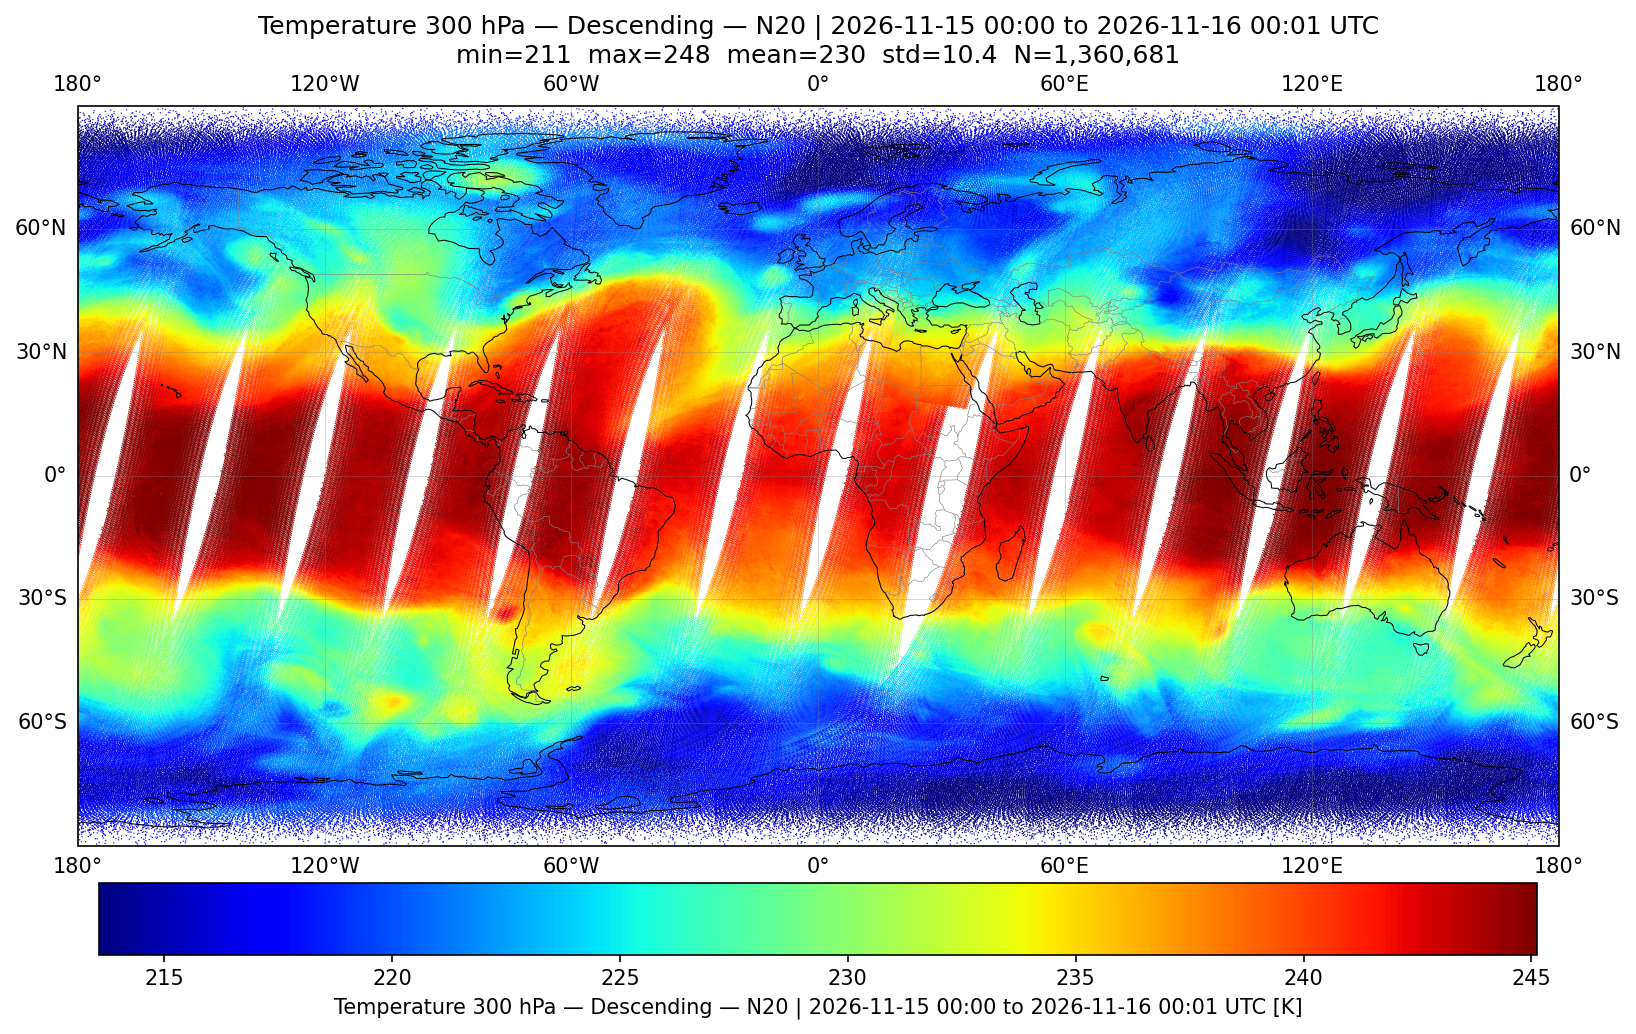 Temperature 300 hPa — Descending — N20 | 2026-11-15 00:00 to 2026-11-16 00:01 UTC
min=211  max=248  mean=230  std=10.4  N=1,360,681
180° 120°W 60°W 0° 60°E 120°E 180°
60°N 60°N
30°N 30°N
0° 0°
30°S 30°S
60°S 60°S
180° 120°W 60°W 0° 60°E 120°E 180°
215 220 225 230 235 240 245
Temperature 300 hPa — Descending — N20 | 2026-11-15 00:00 to 2026-11-16 00:01 UTC [K]